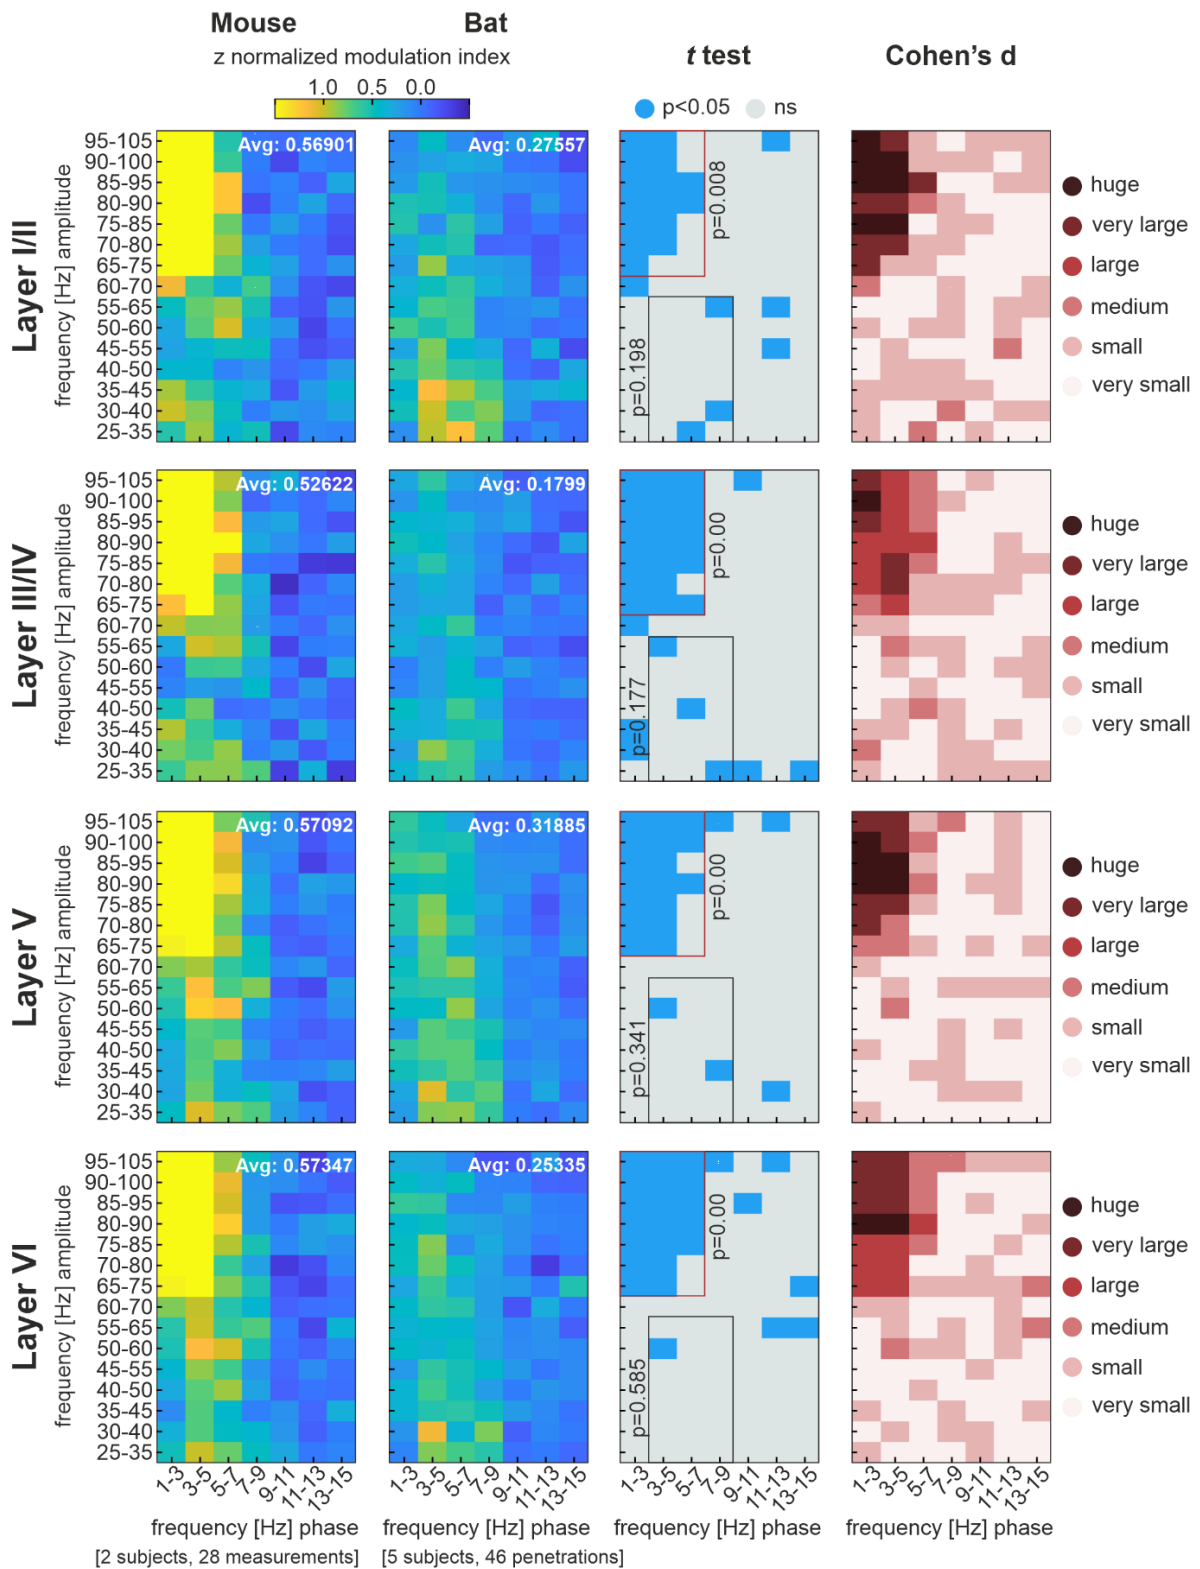 Mouse Bat
z normalized modulation index
t test Cohen's d
1.0 0.5 0.0
p<0.05 ns
Layer I/II
frequency [Hz] amplitude
95-105
90-100
85-95
80-90
75-85
70-80
65-75
60-70
55-65
50-60
45-55
40-50
35-45
30-40
25-35
Avg: 0.56901
Avg:0.27557
p=0.008
p=0.198
huge
very large
large
medium
small
very small
Layer III/IV
frequency [Hz] amplitude
95-105
90-100
85-95
80-90
75-85
70-80
65-75
60-70
55-65
50-60
45-55
40-50
35-45
30-40
25-35
Avg: 0.52622
Avg: 0.1799
p=0.00
p=0.177
huge
very large
large
medium
small
very small
Layer V
frequency [Hz] amplitude
95-105
90-100
85-95
80-90
75-85
70-80
65-75
60-70
55-65
50-60
45-55
40-50
35-45
30-40
25-35
Avg: 0.57092
Avg: 0.31885
p=0.00
p=0.341
huge
very large
large
medium
small
very small
Layer VI
frequency [Hz] amplitude
95-105
90-100
85-95
80-90
75-85
70-80
65-75
60-70
55-65
50-60
45-55
40-50
35-45
30-40
25-35
Avg: 0.57347
Avg:0.25335
p=0.00
p=0.585
huge
very large
large
medium
small
very small
1-3 3-5 5-7 7-9 9-11 11-13 13-15
1-3 3-5 5-7 7-9 9-11 11-13 13-15
1-3 3-5 5-7 7-9 9-11 11-13 13-15
1-3 3-5 5-7 7-9 9-11 11-13 13-15
frequency [Hz] phase
frequency [Hz] phase
frequency [Hz] phase
frequency [Hz] phase
[2 subjects, 28 measurements]
[5 subjects, 46 penetrations]